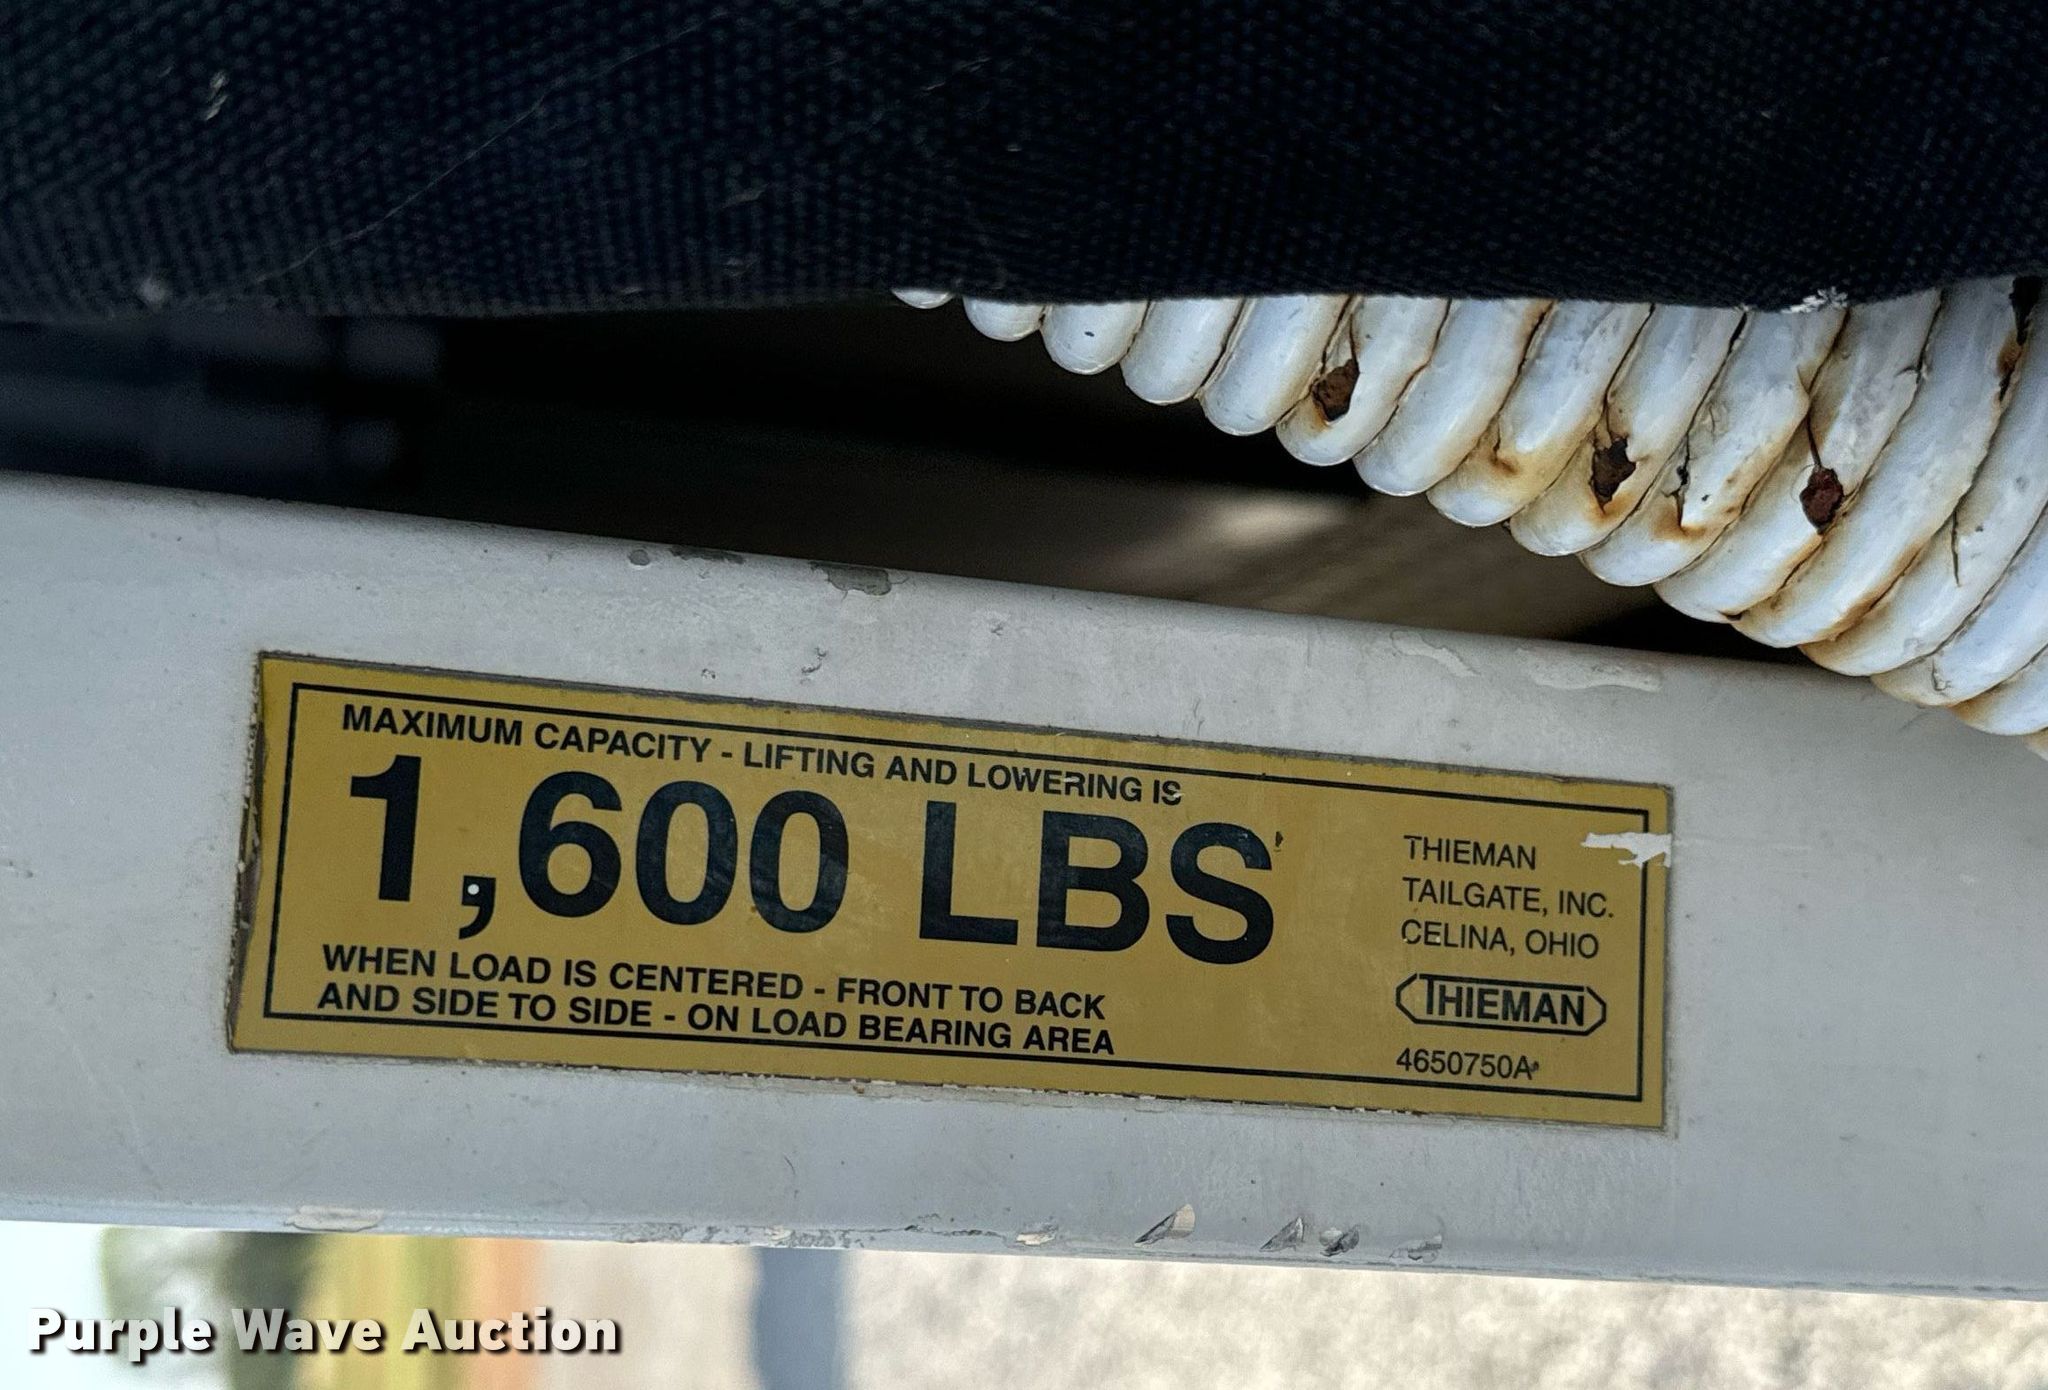 MAXIMUM CAPACITY - LIFTING AND LOWERING IS
1,600 LBS
WHEN LOAD IS CENTERED - FRONT TO BACK
AND SIDE TO SIDE - ON LOAD BEARING AREA
THIEMAN
TAILGATE, INC.
CELINA, OHIO
THIEMAN
4650750A
Purple Wave Auction